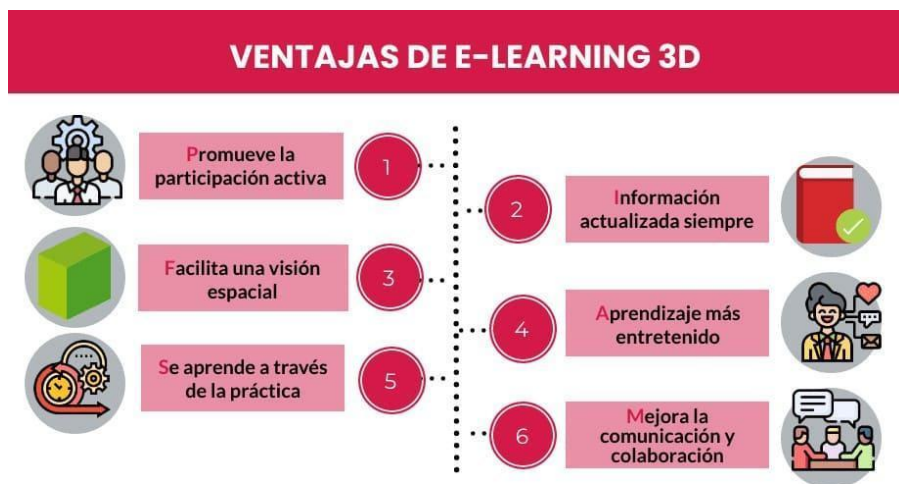 VENTAJAS DE E-LEARNING 3D
Promueve la
participación activa
1
2
Información
actualizada siempre
Facilita una visión
espacial
3
4
Aprendizaje más
entretenido
Se aprende a través
de la práctica
5
6
Mejora la
comunicación y
colaboración